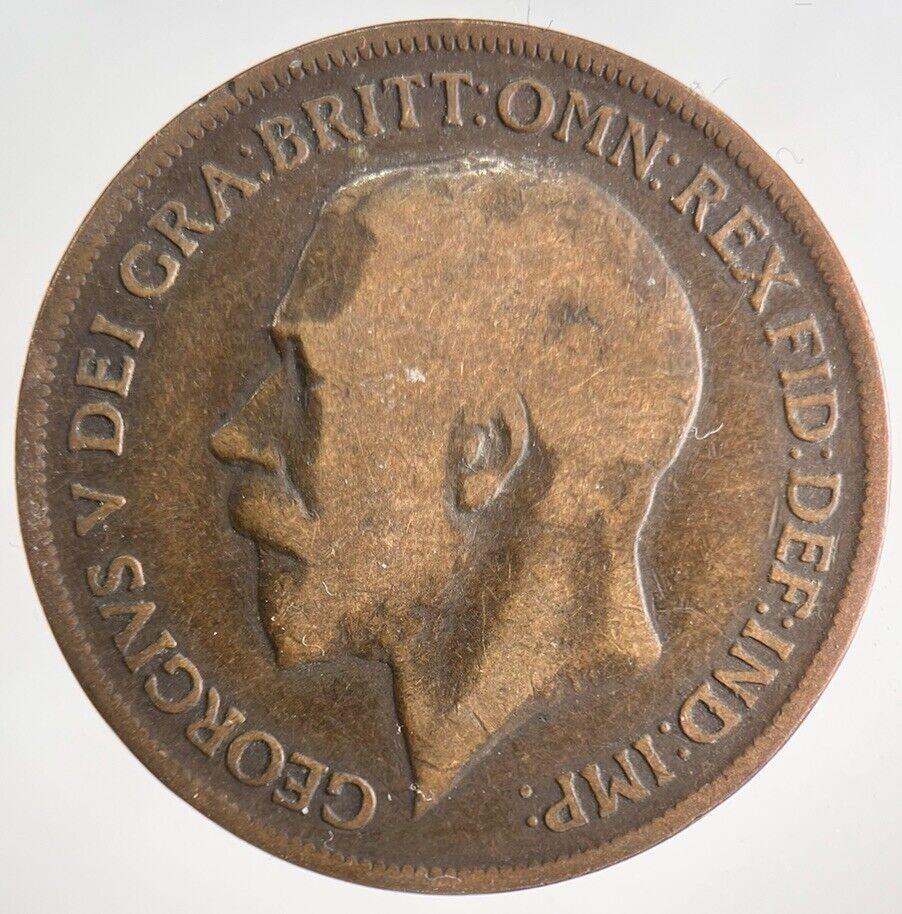 GEORGIVS V DEI GRA:BRITT:OMN:REX FID:DEF:IND:IMP: